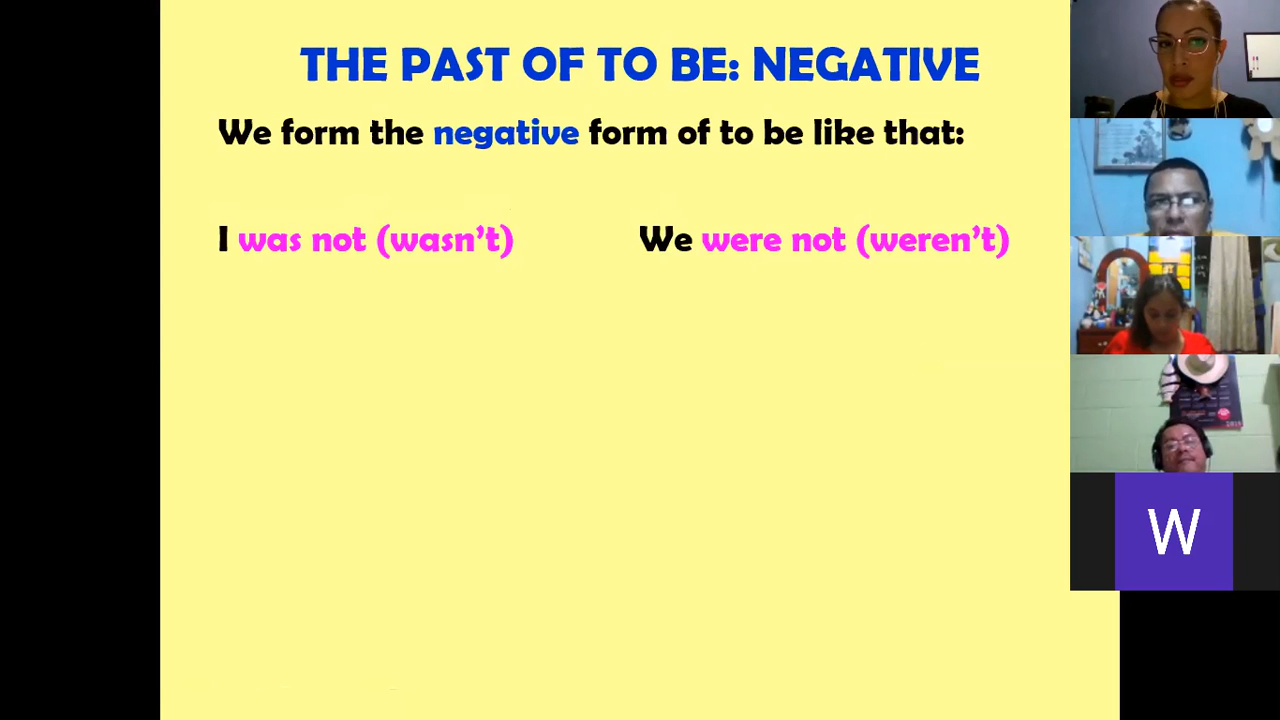 THE PAST OF TO BE: NEGATIVE
We form the negative form of to be like that:
I was not (wasn't)
We were not (weren't)
2019
W